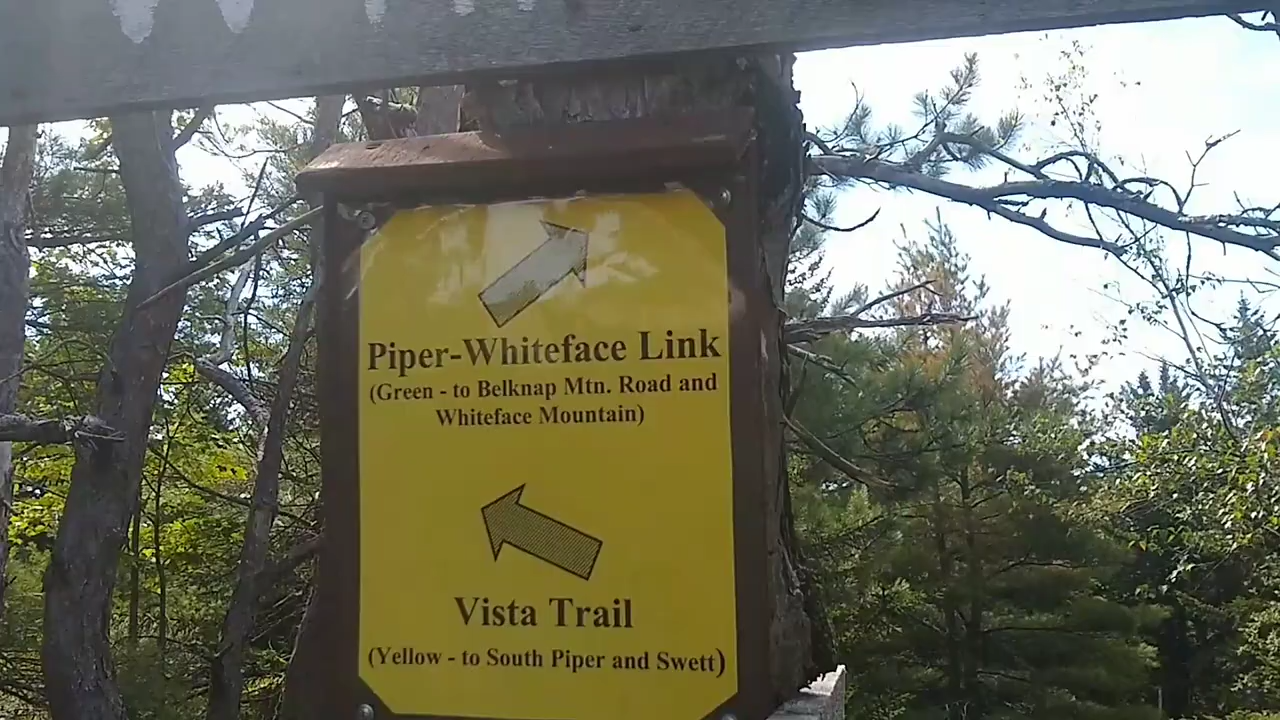 Piper-Whiteface Link
(Green - to Belknap Mtn. Road and
Whiteface Mountain)
Vista Trail
(Yellow - to South Piper and Swett)